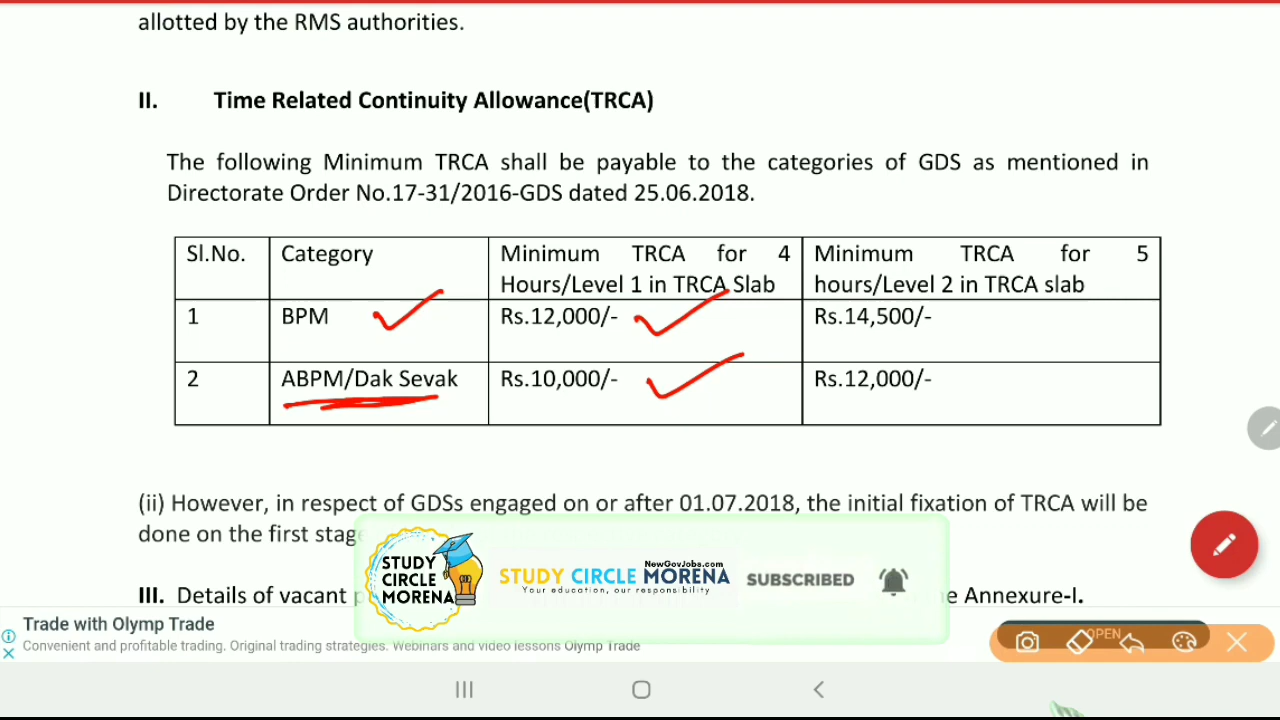 allotted by the RMS authorities.
II. Time Related Continuity Allowance(TRCA)
The following Minimum TRCA shall be payable to the categories of GDS as mentioned in
Directorate Order No.17-31/2016-GDS dated 25.06.2018.
Sl.No. Category Minimum TRCA for 4 Minimum TRCA for 5
Hours/Level 1 in TRCA Slab hours/Level 2 in TRCA slab
1 BPM Rs.12,000/- Rs.14,500/-
2 ABPM/Dak Sevak Rs.10,000/- Rs.12,000/-
(ii) However, in respect of GDSs engaged on or after 01.07.2018, the initial fixation of TRCA will be
done on the first
STUDY
CIRCLE
MORENA
NewGovJobs.com
STUDY CIRCLE MORENA
Your education, our responsibility
SUBSCRIBED
III. Details of vacant e Annexure-I.
Trade with Olymp Trade
OPEN
Convenient and profitable trading. Original trading strategies. Webinars and video lessons Olymp Trade